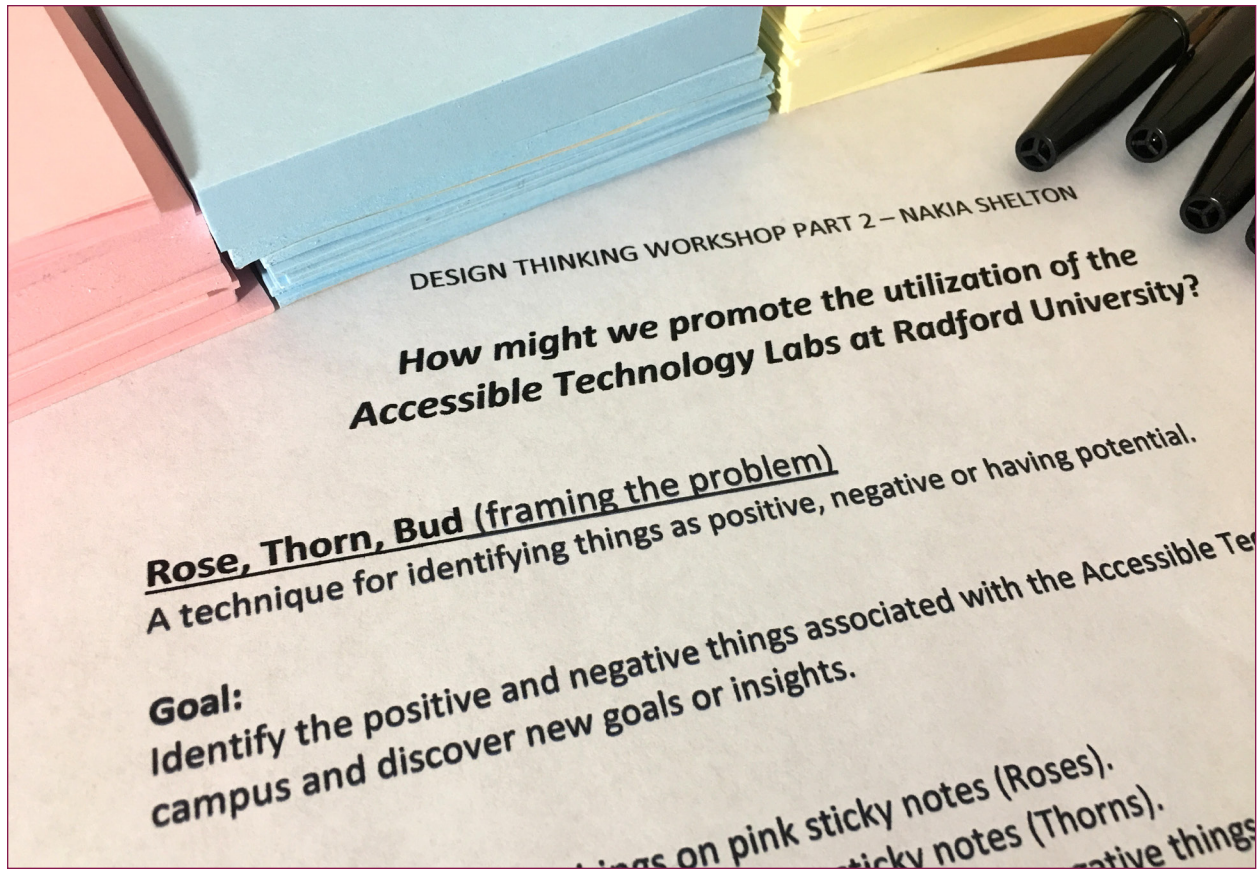 DESIGN THINKING WORKSHOP PART 2 – NAKIA SHELTON
How might we promote the utilization of the
Accessible Technology Labs at Radford University?
Rose, Thorn, Bud (framing the problem)
A technique for identifying things as positive, negative or having potential.
Goal:
Identify the positive and negative things associated with the Accessible
campus and discover new goals or insights.
on pink sticky notes (Roses).
notes (Thorns).
things